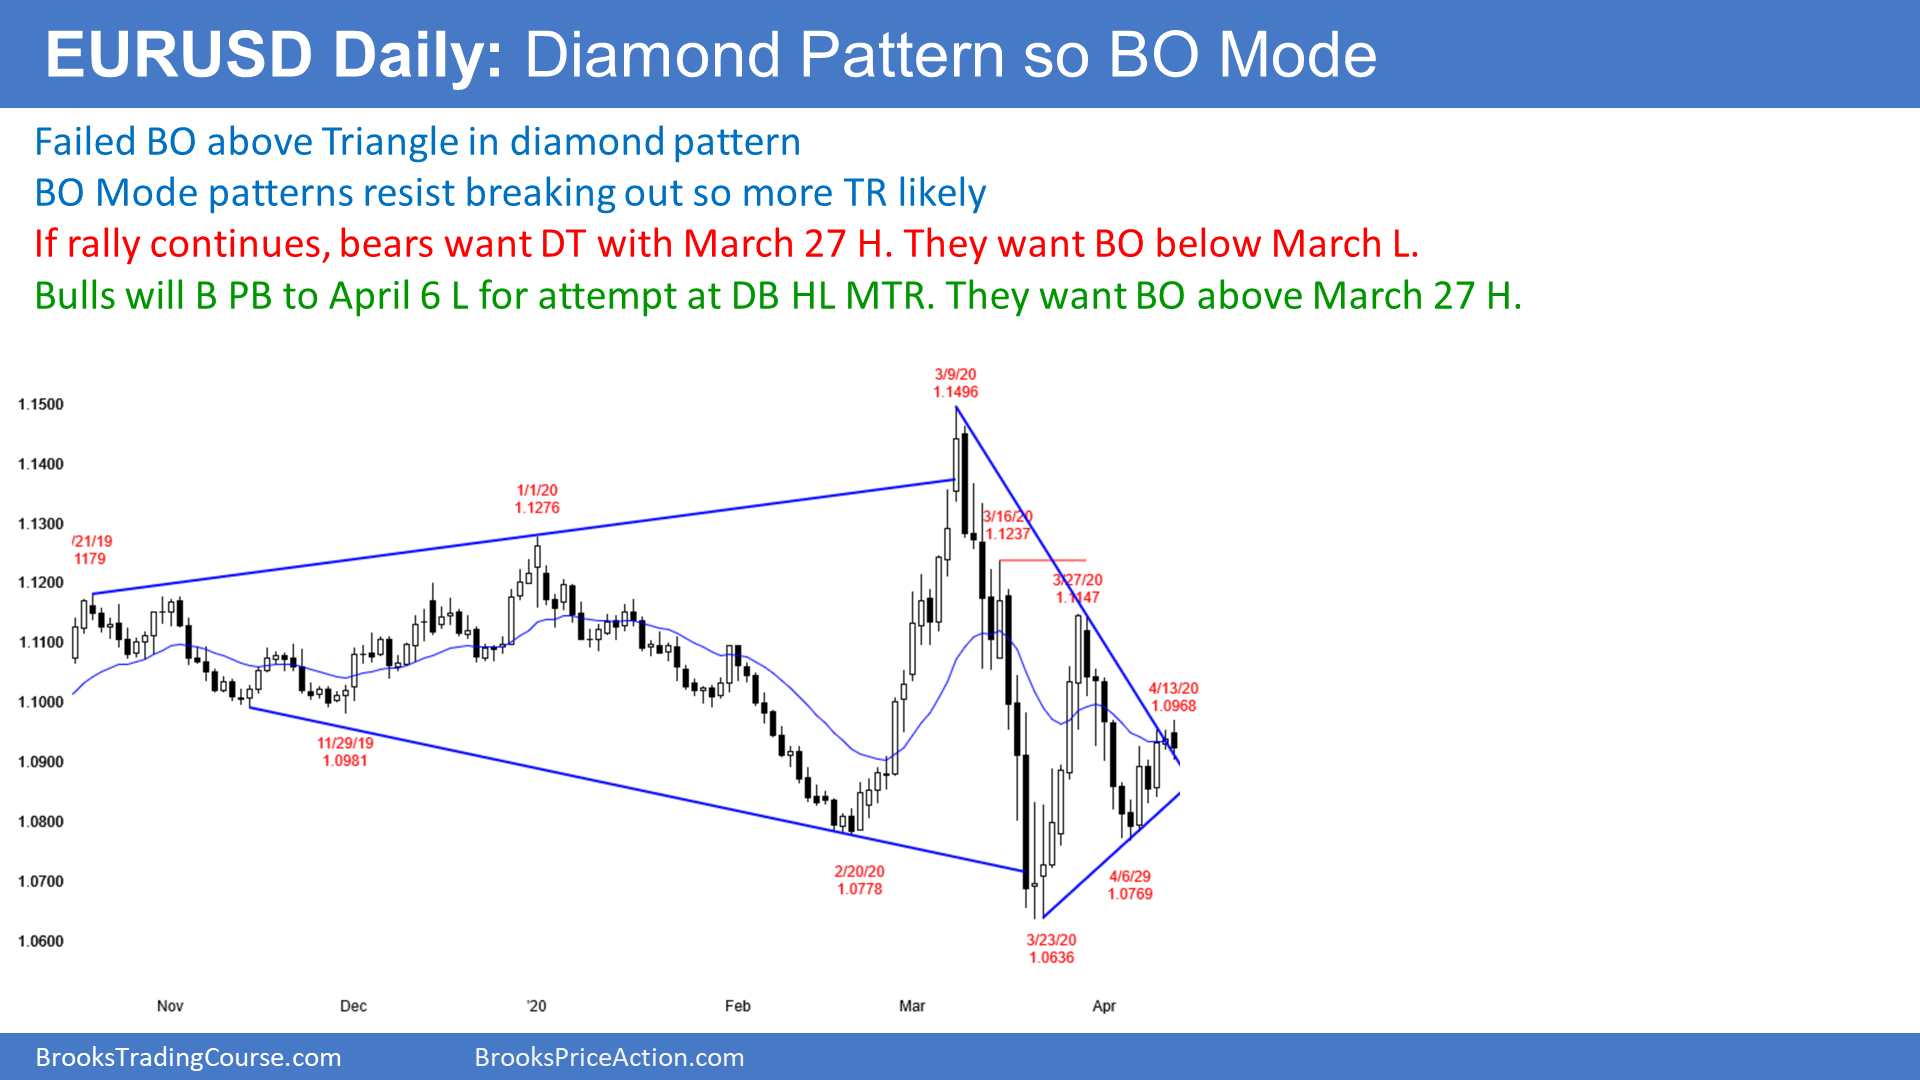 EURUSD Daily: Diamond Pattern so BO Mode
Failed BO above Triangle in diamond pattern
BO Mode patterns resist breaking out so more TR likely
If rally continues, bears want DT with March 27 H. They want BO below March L.
Bulls will B PB to April 6 L for attempt at DB HL MTR. They want BO above March 27 H.
3/9/20
1.1496
1.1500
1.1400
1/1/20
1.1276
3/16/20
1.1237
1.1300
/21/19
1179
1.1200
3/27/20
1.1147
1.1100
4/13/20
1.0968
1.1000
11/29/19
1.0981
1.0900
1.0800
2/20/20
1.0778
4/6/29
1.0769
1.0700
3/23/20
1.0636
1.0600
Nov
Dec
'20
Feb
Mar
Apr
BrooksTradingCourse.com
BrooksPriceAction.com